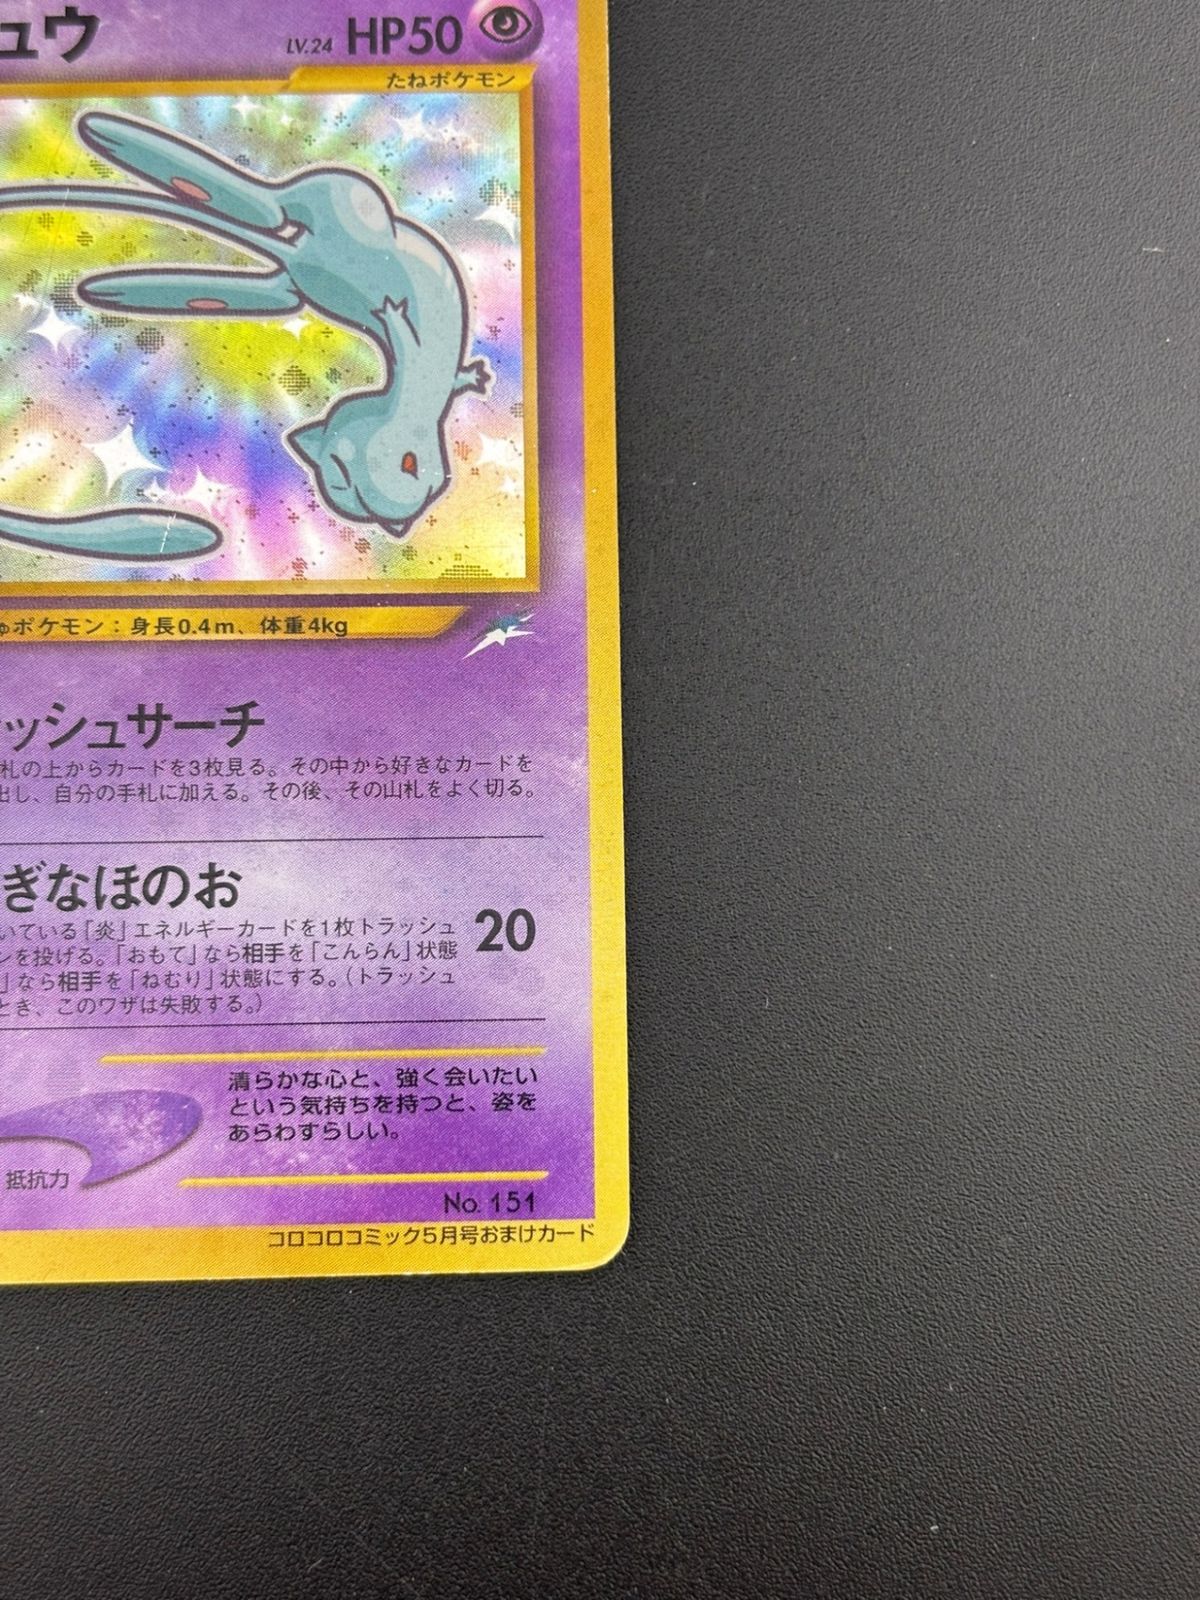 ュウ LV.24 HP50
たねポケモン
ゅポケモン：身長0.4m、体重4kg
ッシュサーチ
札の上からカードを3枚見る。その中から好きなカードを
出し、自分の手札に加える。その後、その山札をよく切る。
ぎなほのお
いている「炎」エネルギーカードを1枚トラッシュ
ンを投げる。「おもて」なら相手を「こんらん」状態
」なら相手を「ねむり」状態にする。（トラッシュ
とき、このワザは失敗する。）
20
清らかな心と、強く会いたい
という気持ちを持つと、姿を
あらわすらしい。
抵抗力
No. 151
コロコロコミック5月号おまけカード